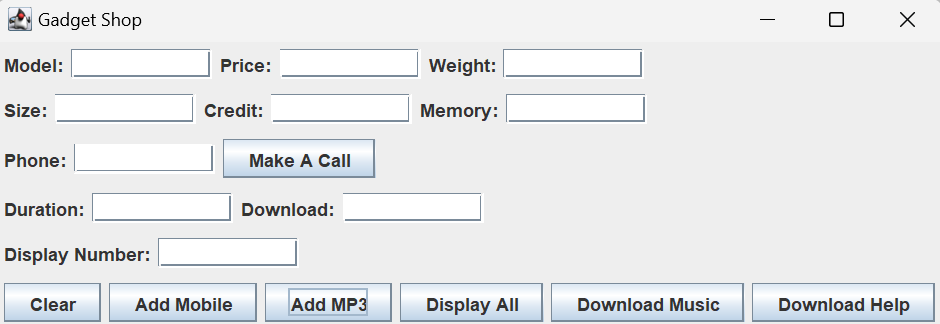 Gadget Shop
Model: Price: Weight:
Size: Credit: Memory:
Phone: Make A Call
Duration: Download:
Display Number:
Clear Add Mobile Add MP3 Display All Download Music Download Help